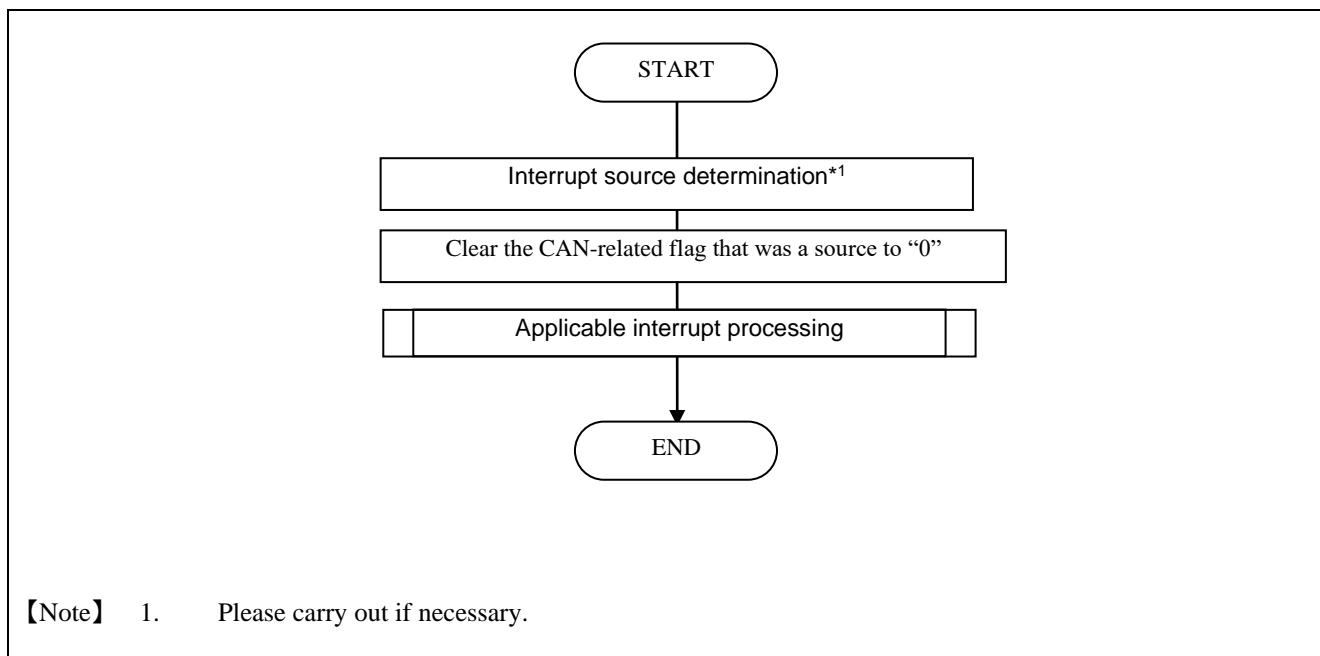 START
Interrupt source determination*1
Clear the CAN-related flag that was a source to “0”
Applicable interrupt processing
END
【Note】 1. Please carry out if necessary.